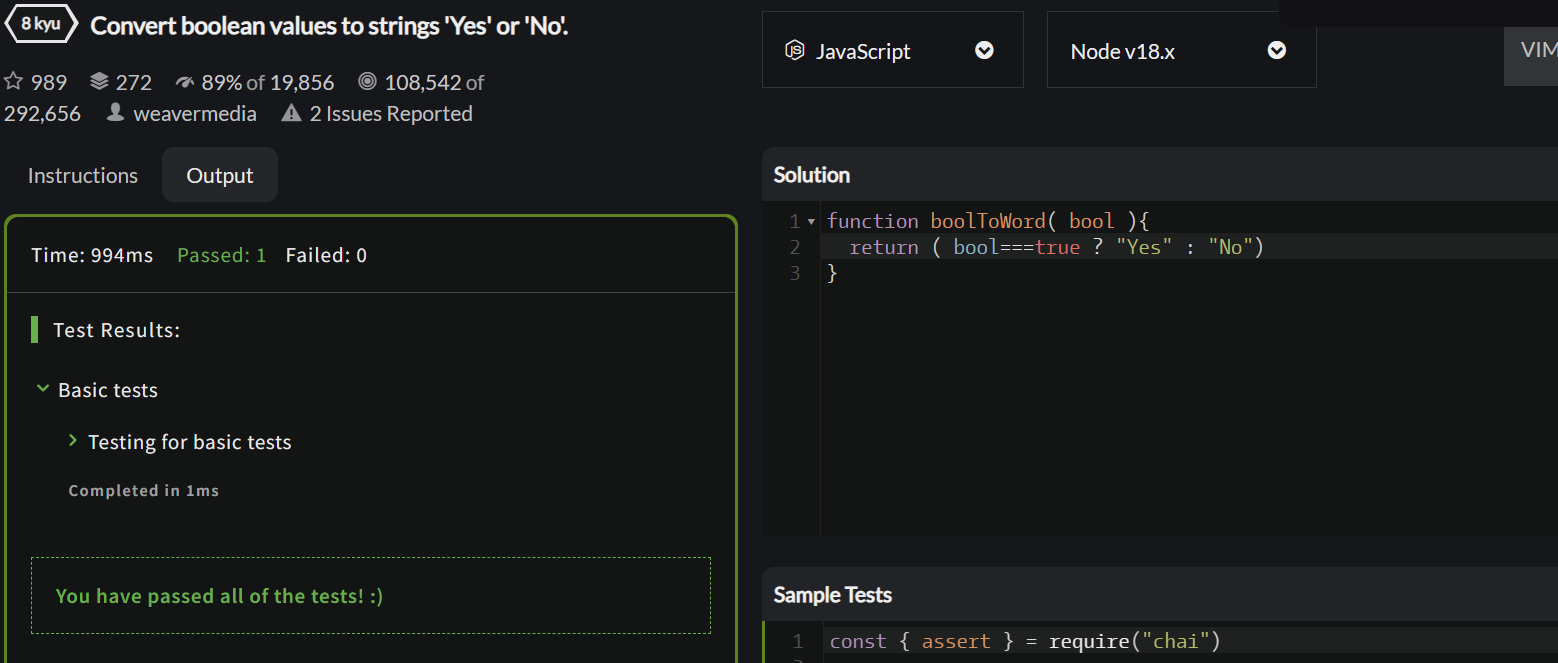 8 kyu Convert boolean values to strings 'Yes' or 'No'.
989 272 89% of 19,856 108,542 of
292,656 weavermedia 2 Issues Reported
Instructions Output
Time: 994ms Passed: 1 Failed: 0
Test Results:
Basic tests
Testing for basic tests
Completed in 1ms
You have passed all of the tests! :)
JS JavaScript Node v18.x VIM
Solution
1 function boolToWord( bool ){
2 return ( bool===true ? "Yes" : "No")
3 }
Sample Tests
1 const { assert } = require("chai")